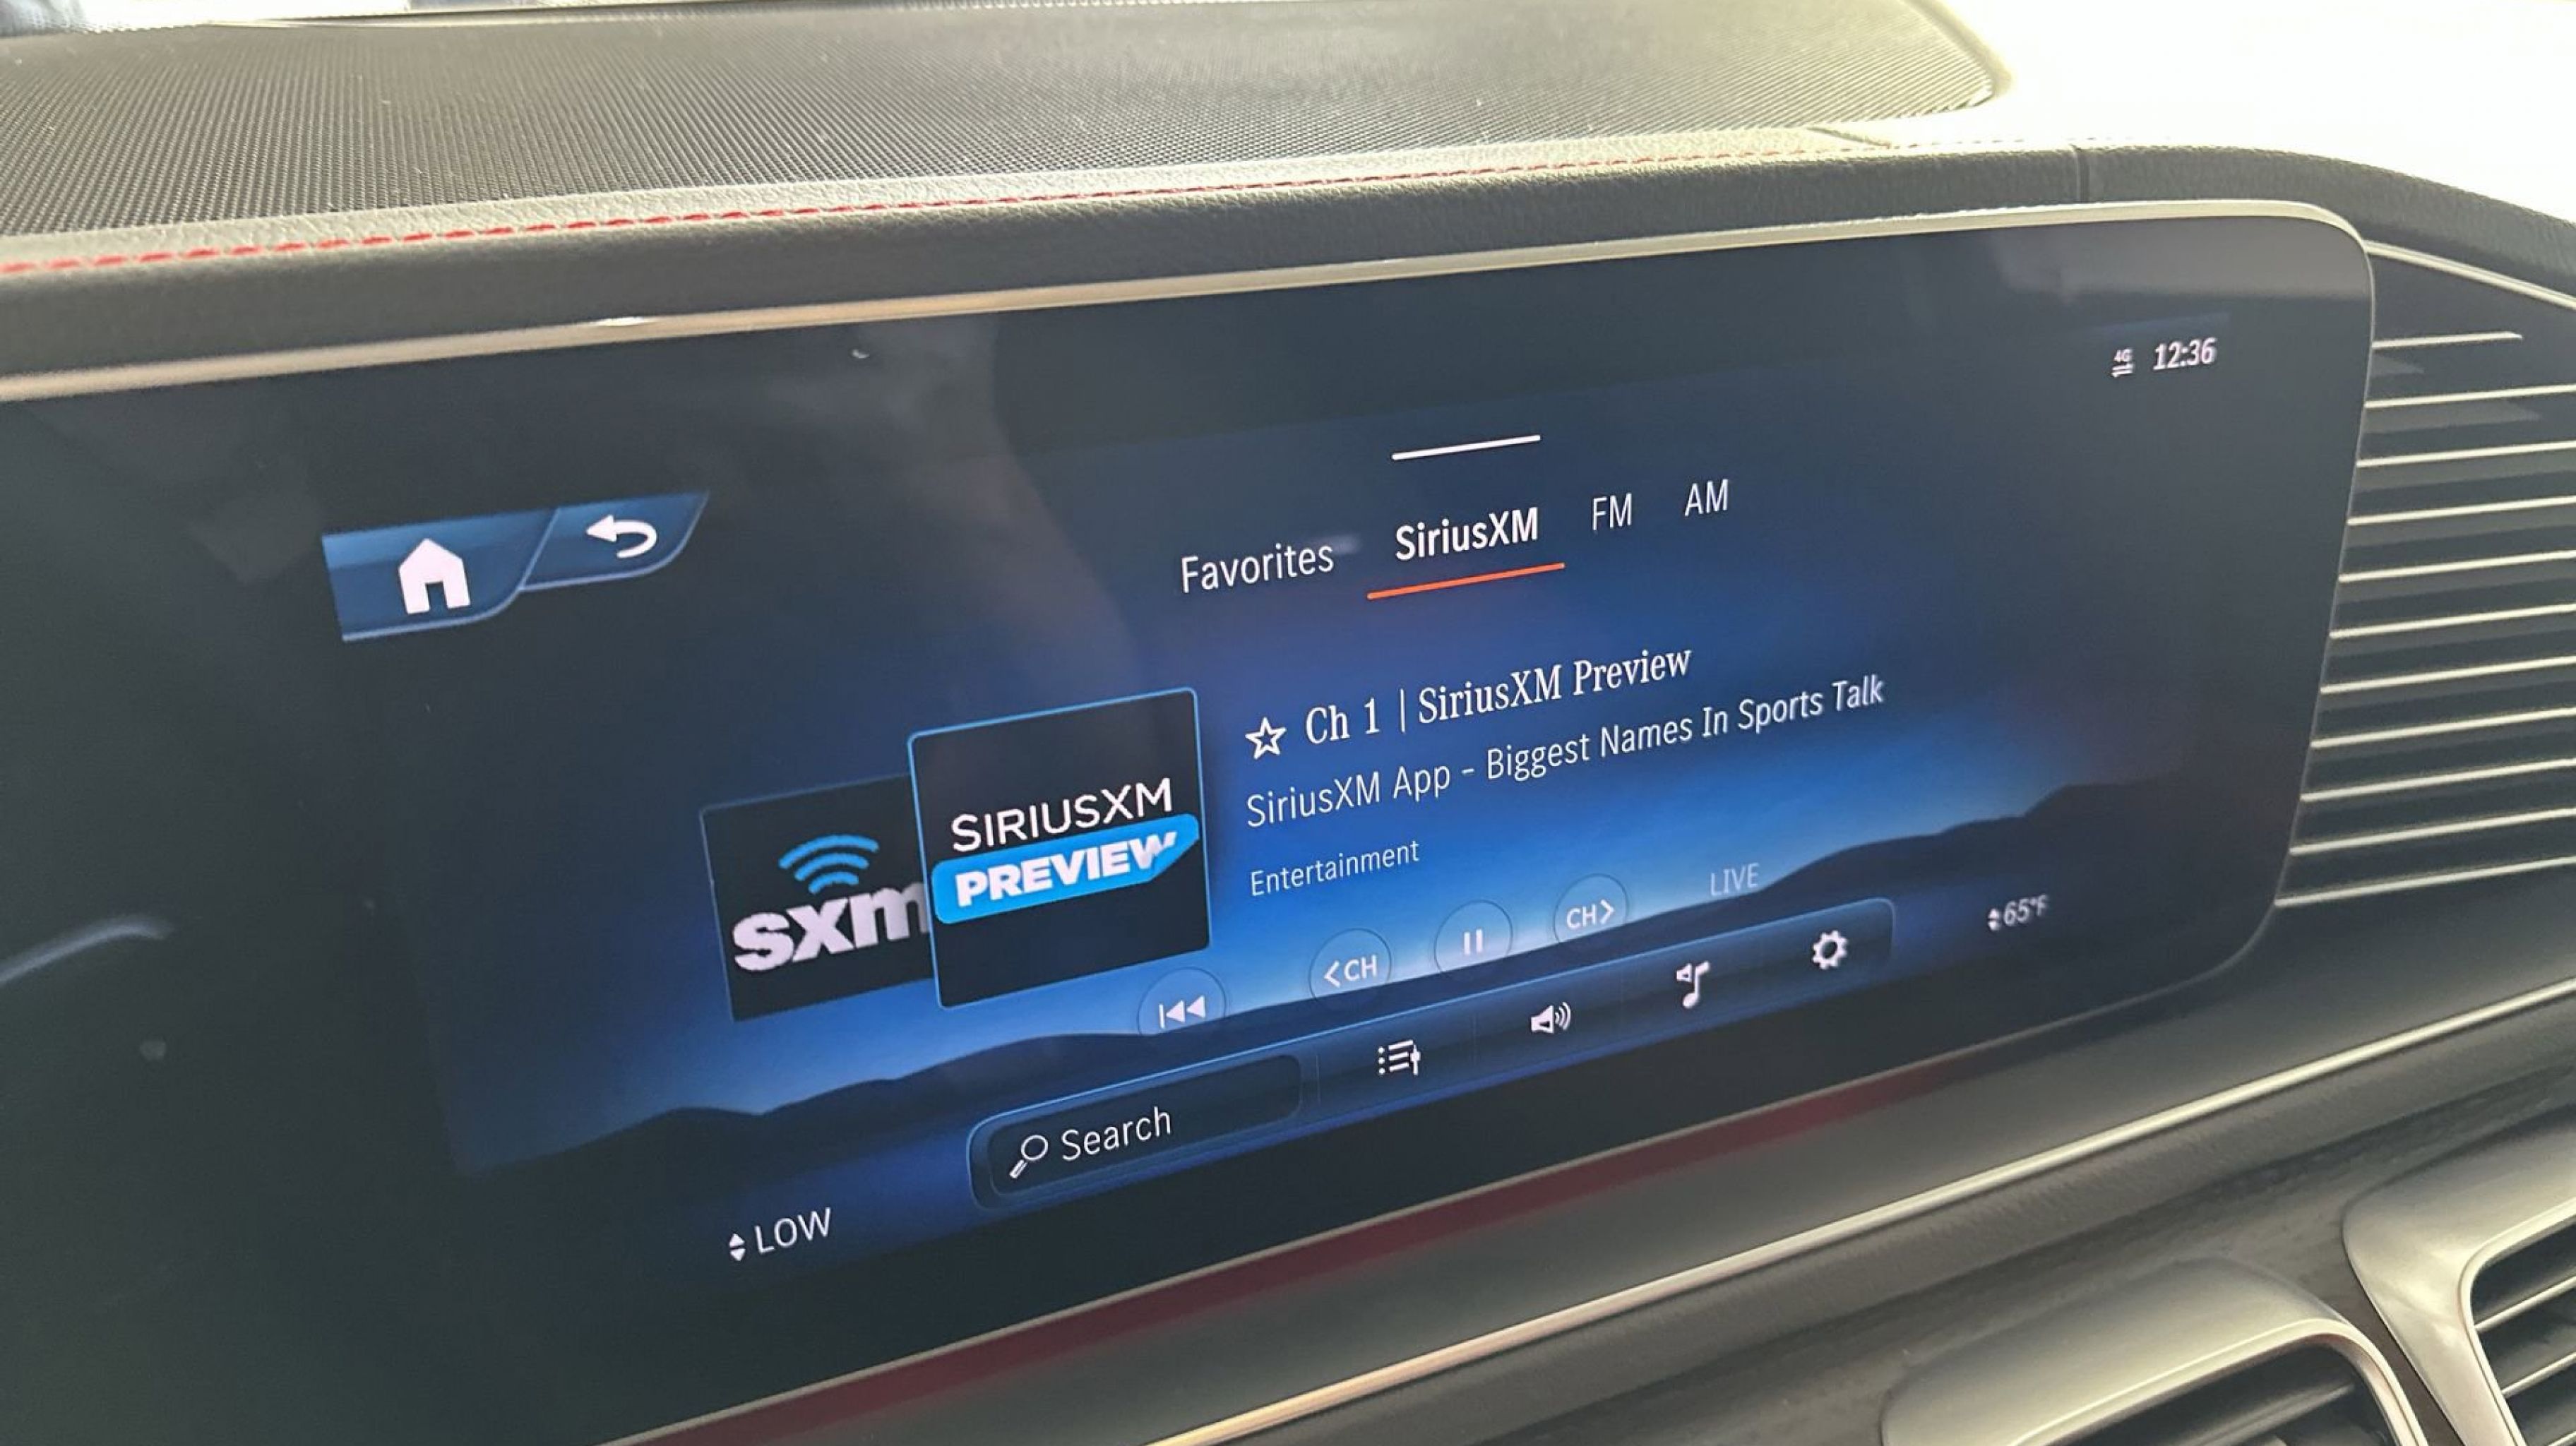 4G 12:36
Favorites SiriusXM FM AM
Ch 1 | SiriusXM Preview
SiriusXM App - Biggest Names In Sports Talk
Entertainment
sxm
SIRIUSXM
PREVIEW
<CH CH> LIVE
Search
LOW
65°F